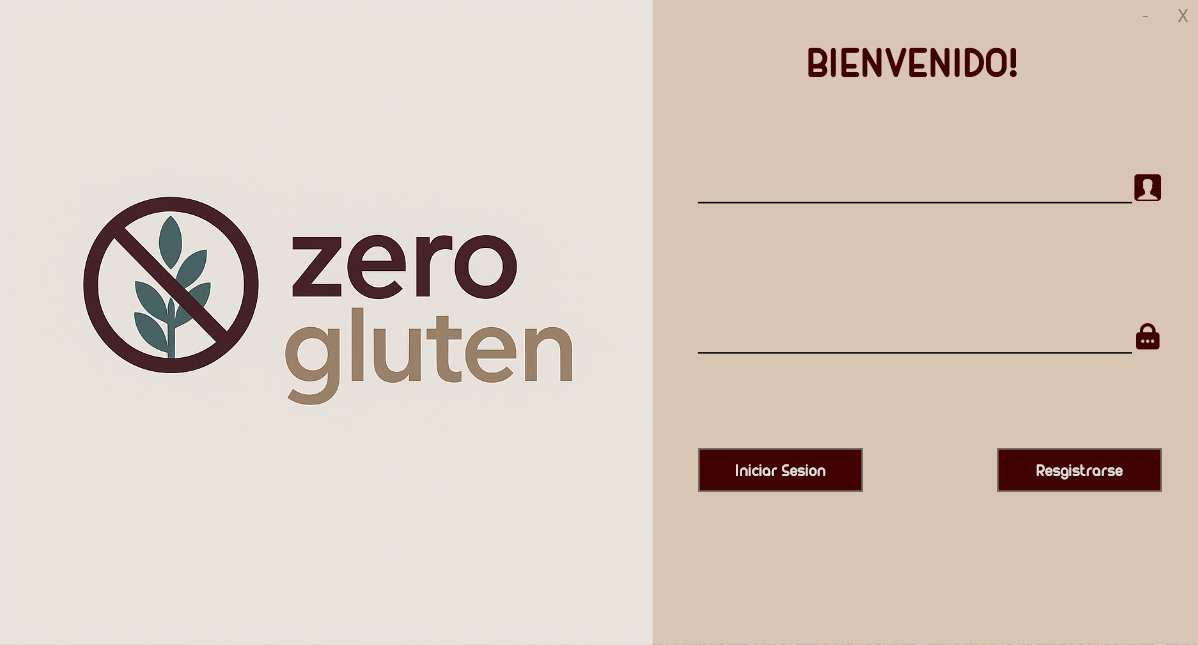 - X
BIENVENIDO!
zero
gluten
Iniciar Sesion
Resgistrarse